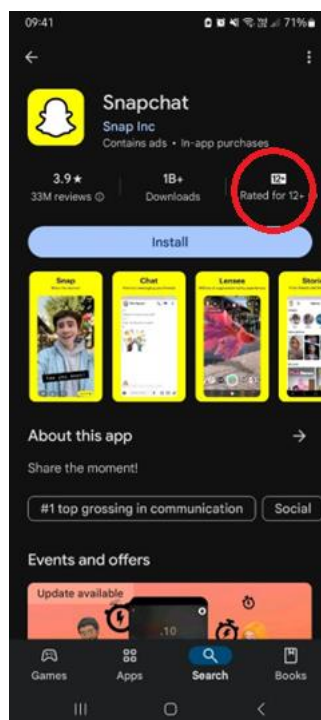 09:41
71%
Snapchat
Snap Inc
Contains ads • In-app purchases
3.9★
33M reviews
1B+
Downloads
12+
Rated for 12+
Install
Snap
Chat
Lenses
Stori
About this app
Share the moment!
#1 top grossing in communication
Social
Events and offers
Update available
.10
Games
Apps
Search
Books